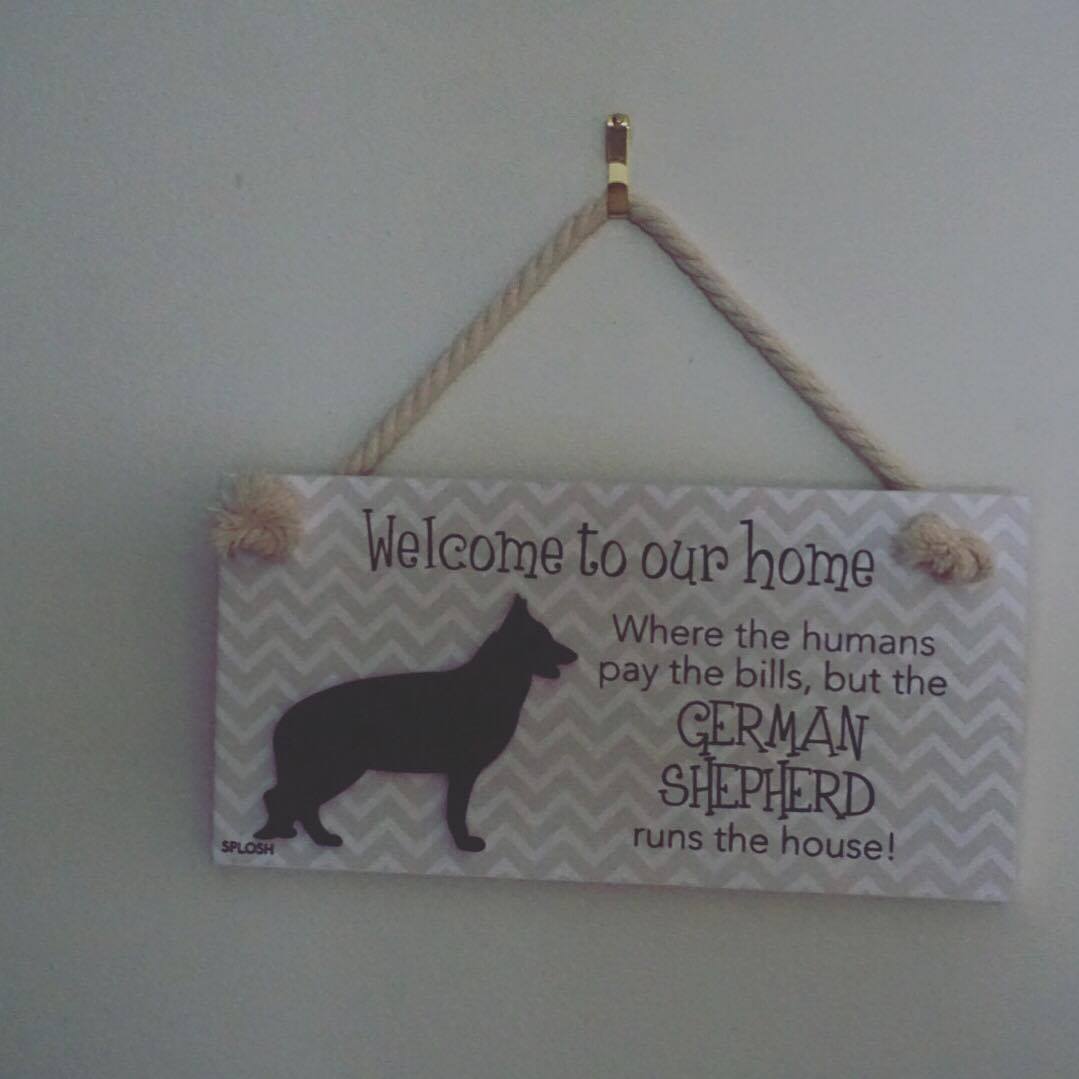 Welcome to our home
Where the humans
pay the bills, but the
GERMAN
SHEPHERD
runs the house!
SPLOSH